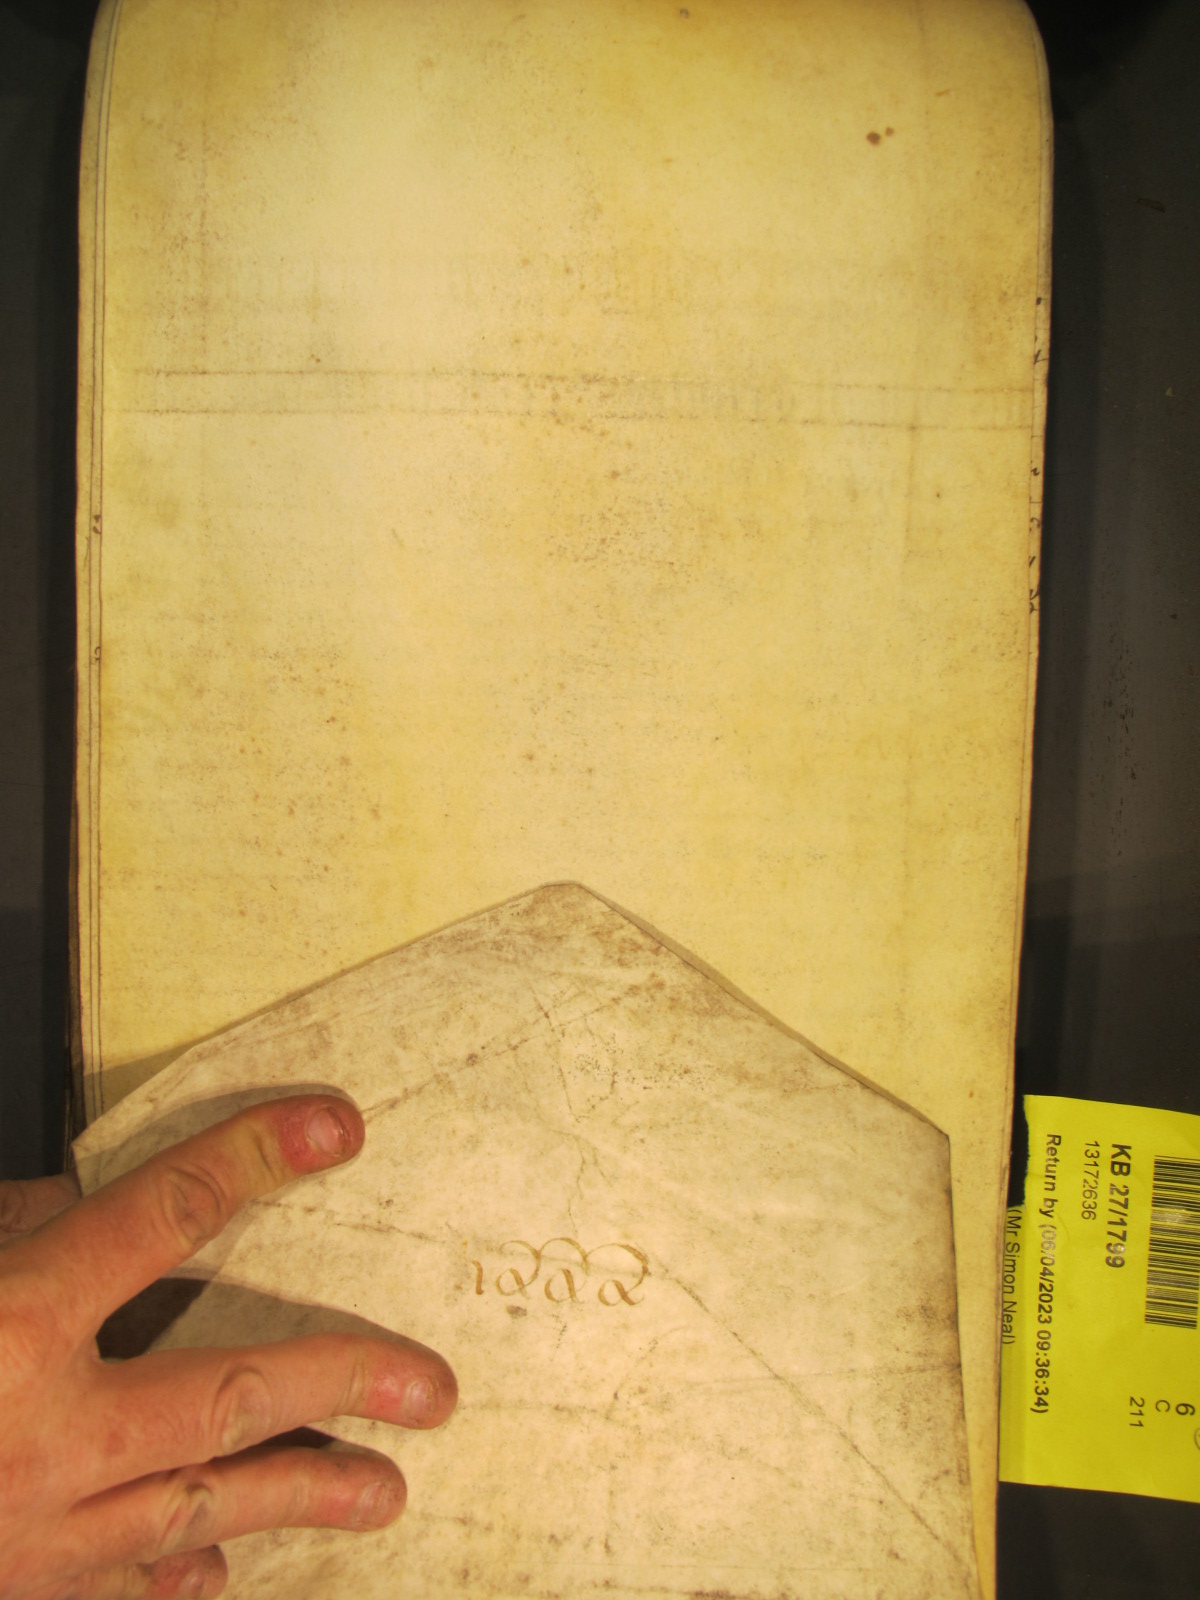 KB 27/1799
13172636
Return by (06/04/2023 09:36:34)
(Mr Simon Neal)
6
C
211